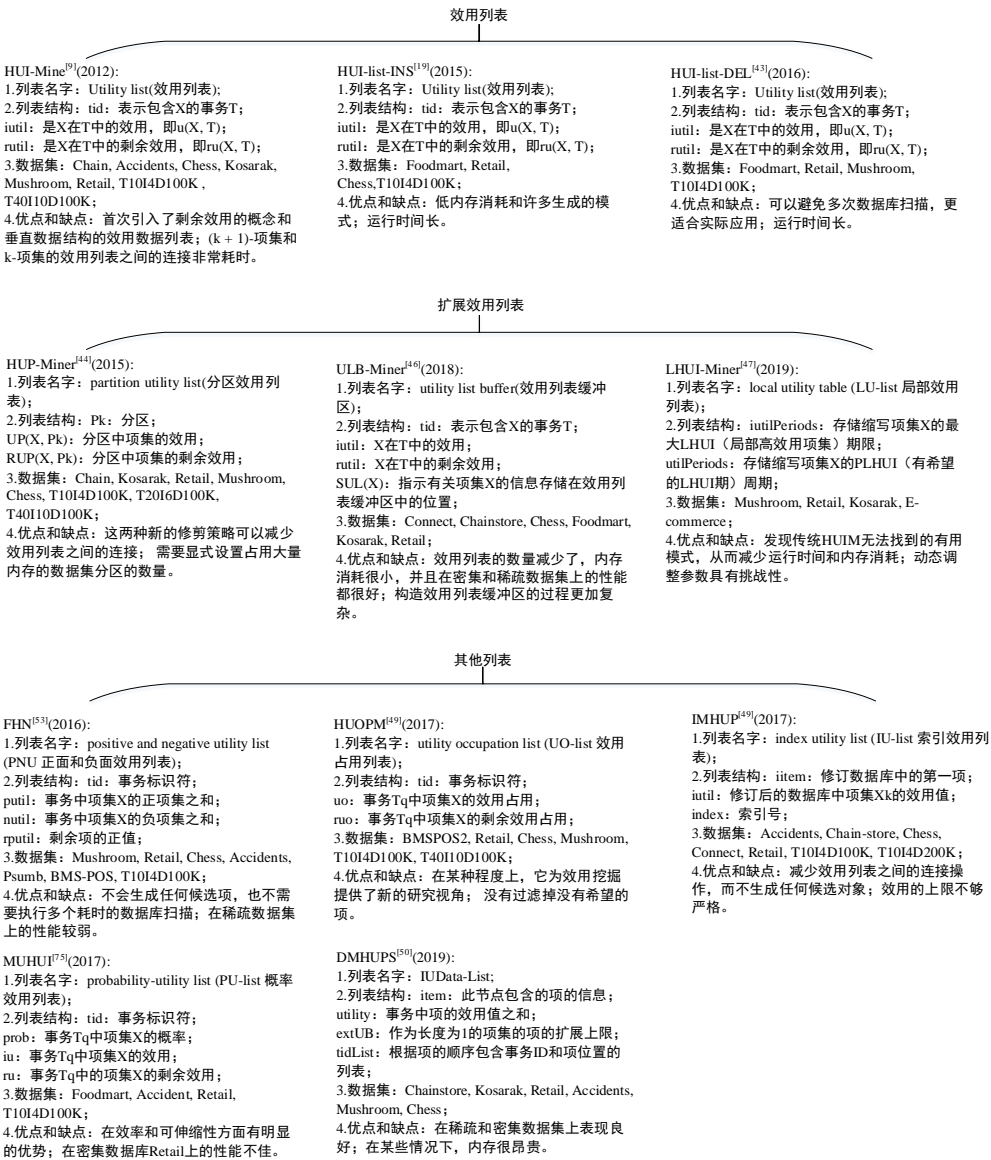 效用列表
HUI-Mine[9](2012):
1.列表名字：Utility list(效用列表);
2.列表结构：tid：表示包含X的事务T；
iutil：是X在T中的效用，即u(X, T)；
rutil：是X在T中的剩余效用，即ru(X, T)；
3.数据集：Chain, Accidents, Chess, Kosarak,
Mushroom, Retail, T10I4D100K ,
T40I10D100K；
4.优点和缺点：首次引入了剩余效用的概念和
垂直数据结构的效用数据列表；(k + 1)-项集和
k-项集的效用列表之间的连接非常耗时。
HUI-list-INS[19](2015):
1.列表名字：Utility list(效用列表);
2.列表结构：tid：表示包含X的事务T；
iutil：是X在T中的效用，即u(X, T)；
rutil：是X在T中的剩余效用，即ru(X, T)；
3.数据集：Foodmart, Retail,
Chess,T10I4D100K；
4.优点和缺点：低内存消耗和许多生成的模
式；运行时间长。
HUI-list-DEL[43](2016):
1.列表名字：Utility list(效用列表);
2.列表结构：tid：表示包含X的事务T；
iutil：是X在T中的效用，即u(X, T)；
rutil：是X在T中的剩余效用，即ru(X, T)；
3.数据集：Foodmart, Retail, Mushroom,
T10I4D100K；
4.优点和缺点：可以避免多次数据库扫描，更
适合实际应用；运行时间长。
扩展效用列表
HUP-Miner[44](2015):
1.列表名字：partition utility list(分区效用列
表)；
2.列表结构：Pk：分区；
UP(X, Pk)：分区中项集的效用；
RUP(X, Pk)：分区中项集的剩余效用；
3.数据集：Chain, Kosarak, Retail, Mushroom,
Chess, T10I4D100K, T20I6D100K,
T40I10D100K；
4.优点和缺点：这两种新的修剪策略可以减少
效用列表之间的连接； 需要显式设置占用大量
内存的数据集分区的数量。
ULB-Miner[46](2018):
1.列表名字：utility list buffer(效用列表缓冲
区)；
2.列表结构：tid：表示包含X的事务T；
iutil：X在T中的效用；
rutil：X在T中的剩余效用；
SUL(X)：指示有关项集X的信息存储在效用列
表缓冲区中的位置；
3.数据集：Connect, Chainstore, Chess, Foodmart,
Kosarak, Retail；
4.优点和缺点：效用列表的数量减少了，内存
消耗很小，并且在密集和稀疏数据集上的性能
都很好；构造效用列表缓冲区的过程更加复
杂。
LHUI-Miner[47](2019):
1.列表名字：local utility table (LU-list 局部效用
列表)；
2.列表结构：iutilPeriods：存储缩写项集X的最
大LHUI（局部高效用项集）期限；
utilPeriods：存储缩写项集X的PLHUI（有希望
的LHUI期）周期；
3.数据集：Mushroom, Retail, Kosarak, E-
commerce；
4.优点和缺点：发现传统HUIM无法找到的有用
模式，从而减少运行时间和内存消耗；动态调
整参数具有挑战性。
其他列表
FHN[53](2016):
1.列表名字：positive and negative utility list
(PNU 正面和负面效用列表)；
2.列表结构：tid：事务标识符；
putil：事务中项集X的正项集之和；
nutil：事务中项集X的负项集之和；
rputil：剩余项的正值；
3.数据集：Mushroom, Retail, Chess, Accidents,
Psumb, BMS-POS, T10I4D100K；
4.优点和缺点：不会生成任何候选项，也不需
要执行多个耗时的数据库扫描；在稀疏数据集
上的性能较弱。
HUOPM[49](2017):
1.列表名字：utility occupation list (UO-list 效用
占用列表)；
2.列表结构：tid：事务标识符；
uo：事务Tq中项集X的效用占用；
ruo：事务Tq中项集X的剩余效用占用；
3.数据集：BMSPOS2, Retail, Chess, Mushroom,
T10I4D100K, T40I10D100K；
4.优点和缺点：在某种程度上，它为效用挖掘
提供了新的研究视角； 没有过滤掉没有希望的
项。
IMHUP[49](2017):
1.列表名字：index utility list (IU-list 索引效用列
表)；
2.列表结构：iitem：修订数据库中的第一项；
iutil：修订后的数据库中项集Xk的效用值；
index：索引号；
3.数据集：Accidents, Chain-store, Chess,
Connect, Retail, T10I4D100K, T10I4D200K；
4.优点和缺点：减少效用列表之间的连接操
作，而不生成任何候选对象；效用的上限不够
严格。
MUHUI[75](2017):
1.列表名字：probability-utility list (PU-list 概率
效用列表)；
2.列表结构：tid：事务标识符；
prob：事务Tq中项集X的概率；
iu：事务Tq中项集X的效用；
ru：事务Tq中的项集X的剩余效用；
3.数据集：Foodmart, Accident, Retail,
T10I4D100K；
4.优点和缺点：在效率和可伸缩性方面有明显
的优势；在密集数据库Retail上的性能不佳。
DMHUPS[50](2019):
1.列表名字：IUData-List;
2.列表结构：item：此节点包含的项的信息；
utility：事务中项的效用值之和；
extUB：作为长度为1的项集的项的扩展上限；
tidList：根据项的顺序包含事务ID和项位置的
列表；
3.数据集：Chainstore, Kosarak, Retail, Accidents,
Mushroom, Chess；
4.优点和缺点：在稀疏和密集数据集上表现良
好；在某些情况下，内存很昂贵。